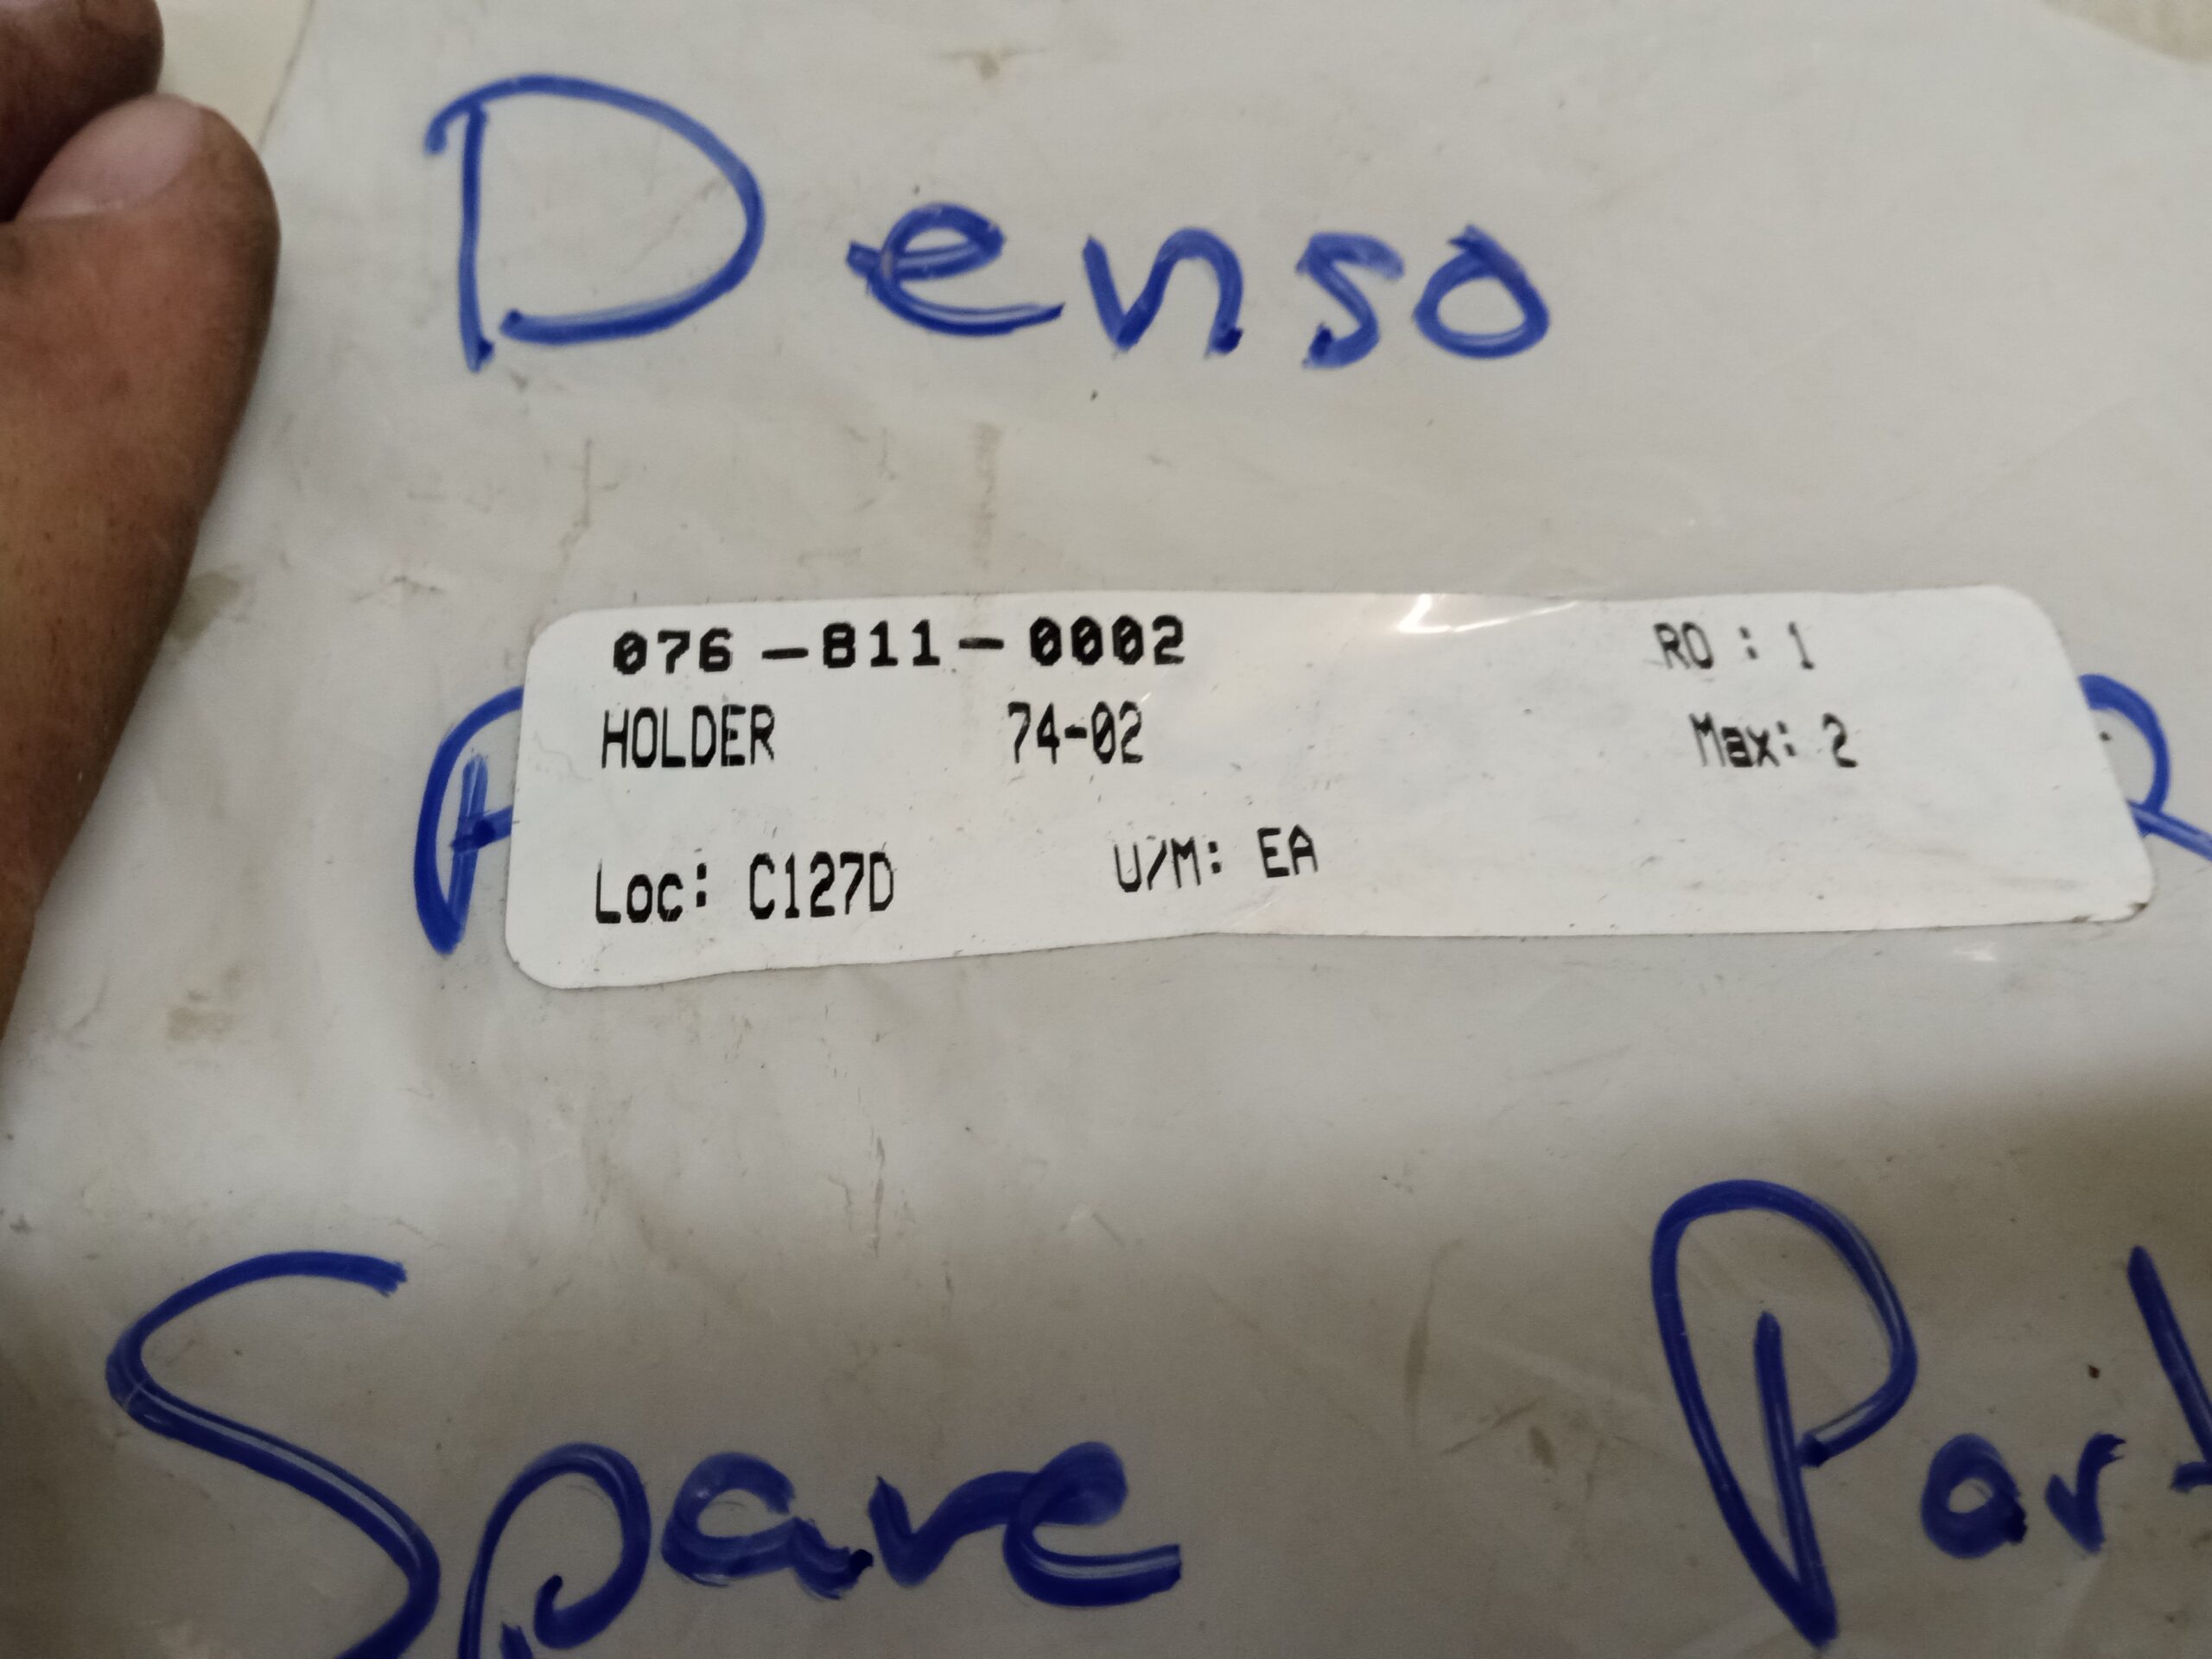 Denso
076-811-0002 RO : 1
HOLDER 74-02 Max: 2
Loc: C127D U/M: EA
Spare